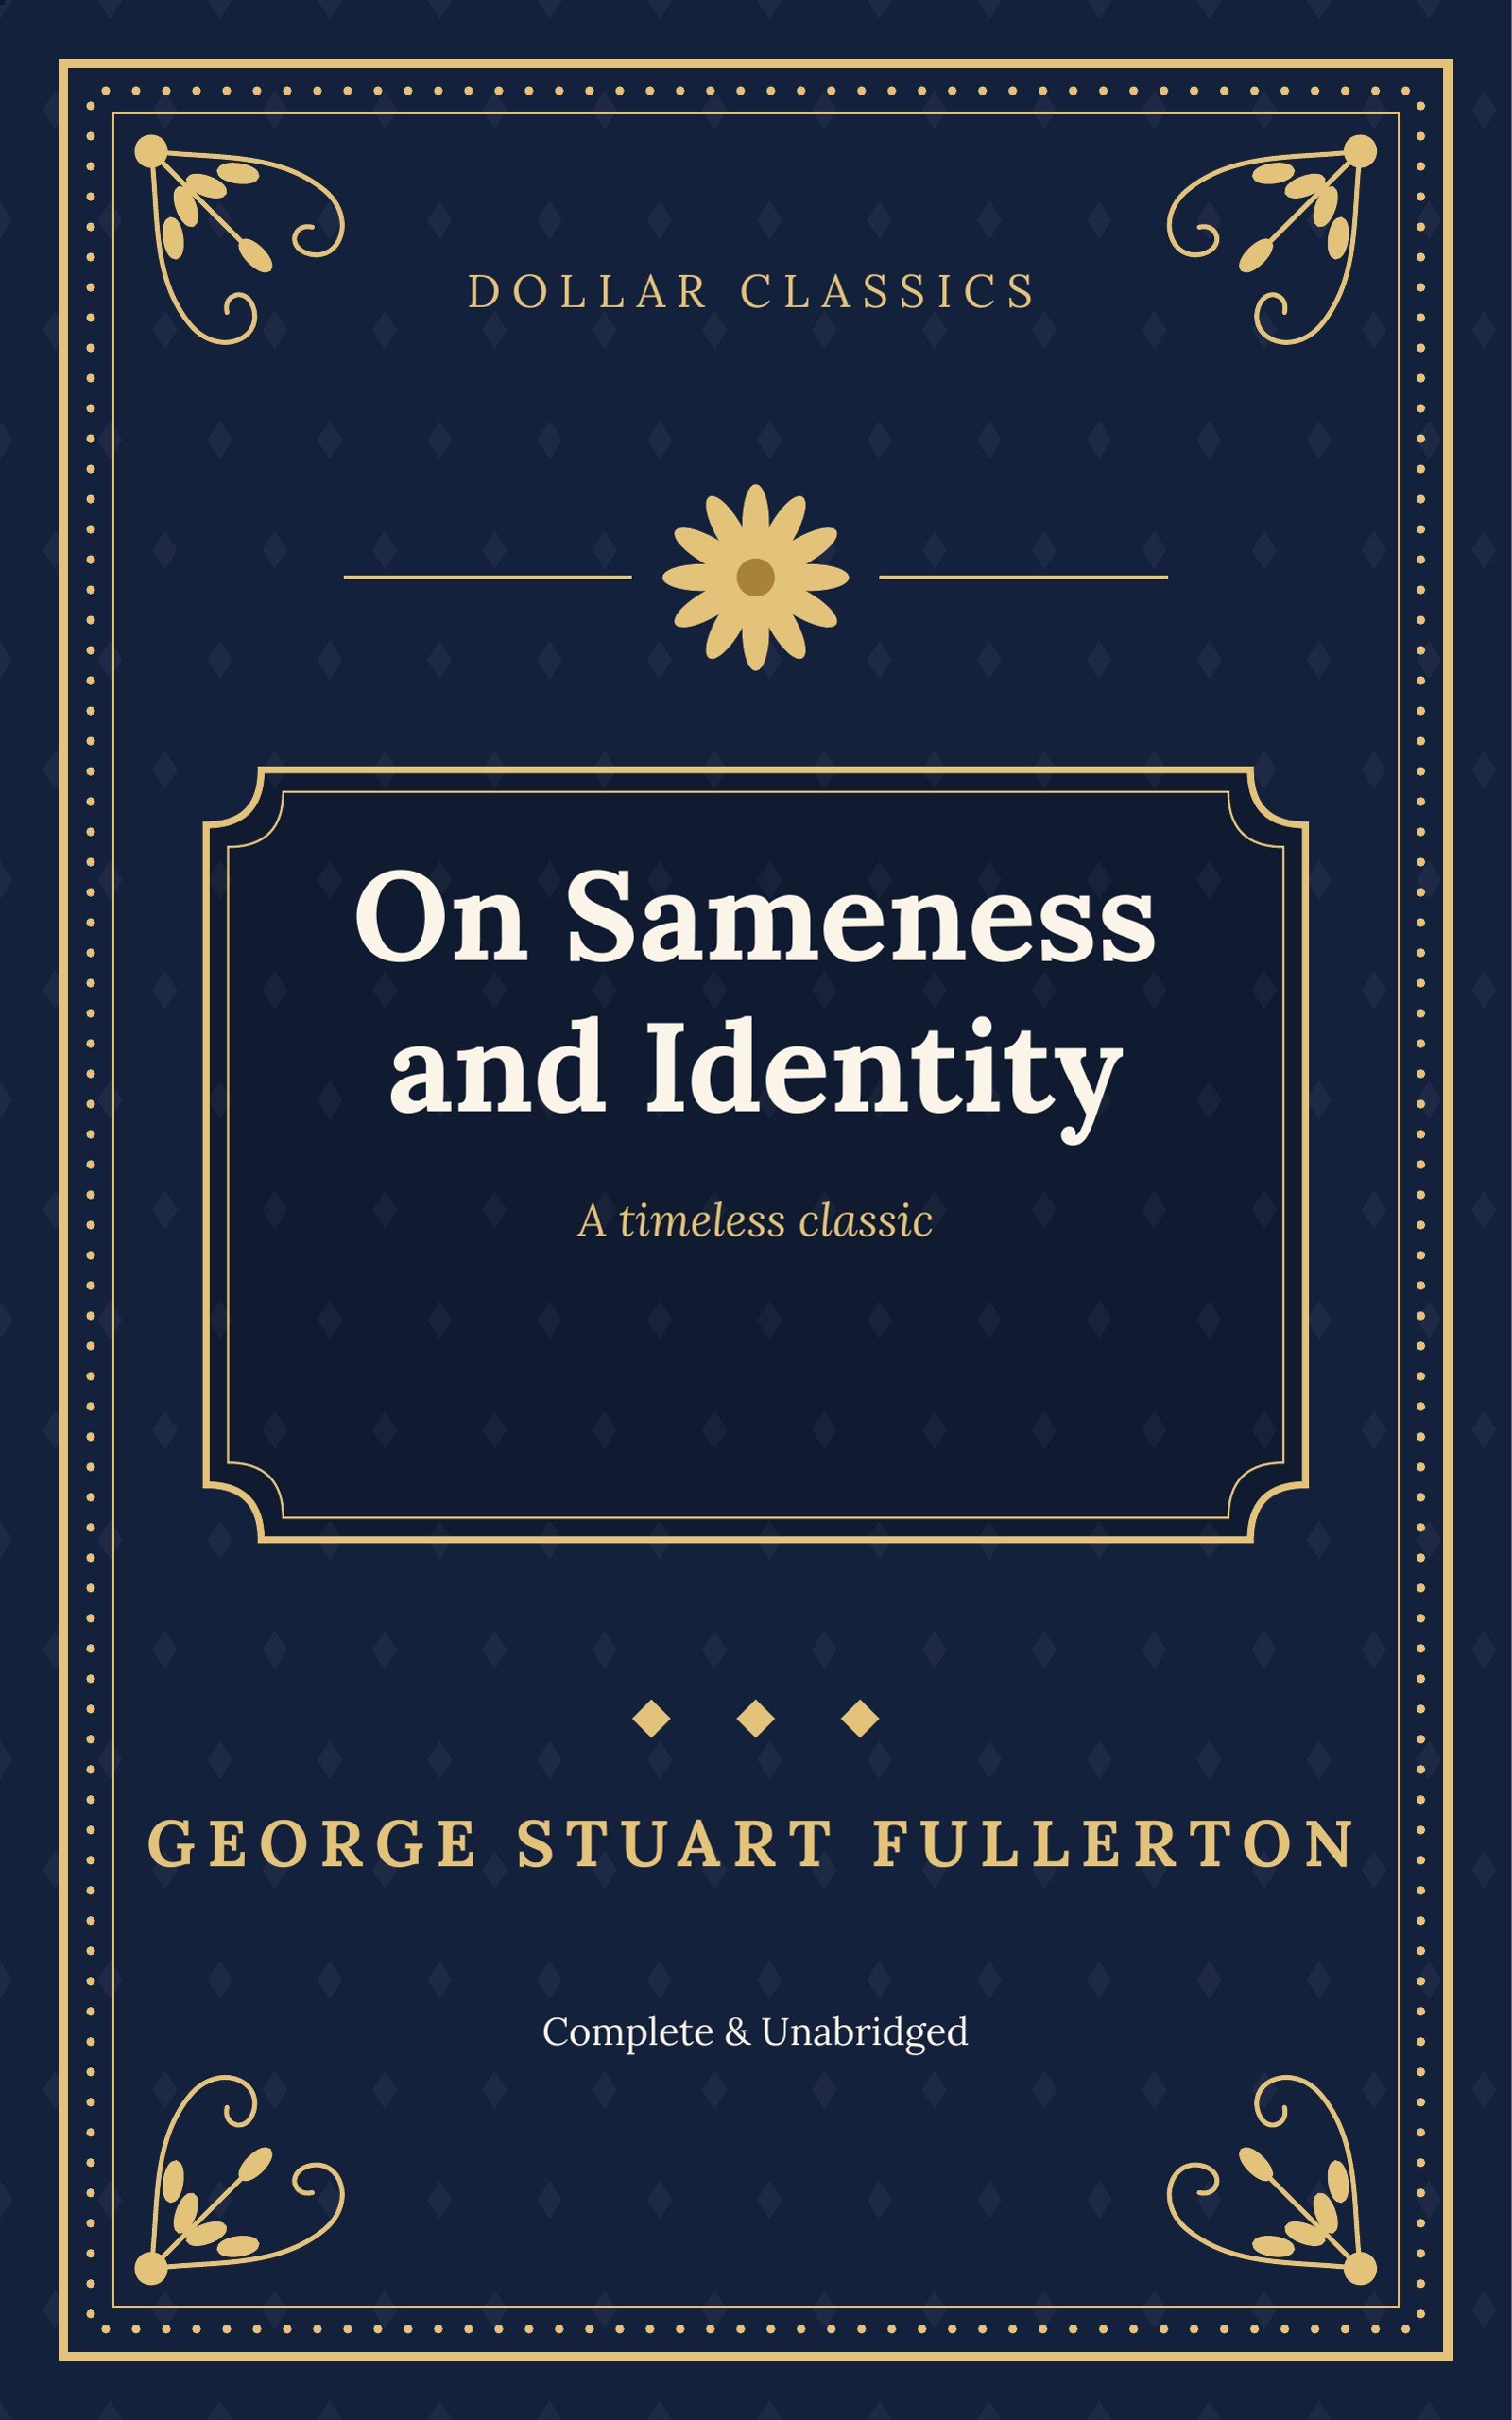 DOLLAR CLASSICS
On Sameness
and Identity
A timeless classic
GEORGE STUART FULLERTON
Complete & Unabridged